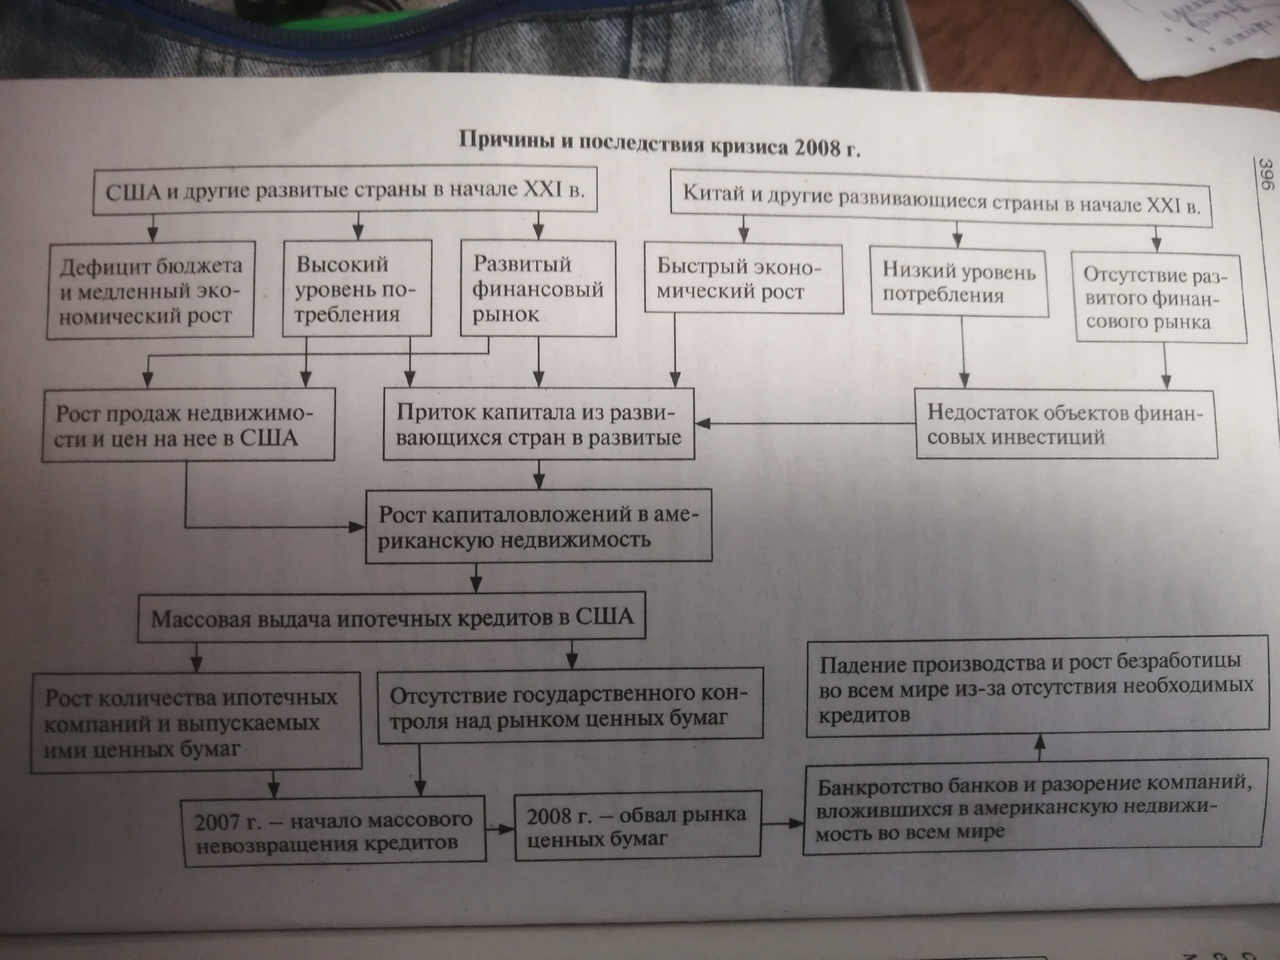 Причины и последствия кризиса 2008 г.
396
США и другие развитые страны в начале XXI в.
Китай и другие развивающиеся страны в начале XXI в.
Дефицит бюджета
и медленный эко-
номический рост
Высокий
уровень по-
требления
Развитый
финансовый
рынок
Быстрый эконо-
мический рост
Низкий уровень
потребления
Отсутствие раз-
витого финан-
сового рынка
Рост продаж недвижимо-
сти и цен на нее в США
Приток капитала из разви-
вающихся стран в развитые
Недостаток объектов финан-
совых инвестиций
Рост капиталовложений в аме-
риканскую недвижимость
Массовая выдача ипотечных кредитов в США
Рост количества ипотечных
компаний и выпускаемых
ими ценных бумаг
Отсутствие государственного кон-
троля над рынком ценных бумаг
Падение производства и рост безработицы
во всем мире из-за отсутствия необходимых
кредитов
2007 г. – начало массового
невозвращения кредитов
2008 г. – обвал рынка
ценных бумаг
Банкротство банков и разорение компаний,
вложившихся в американскую недвижи-
мость во всем мире